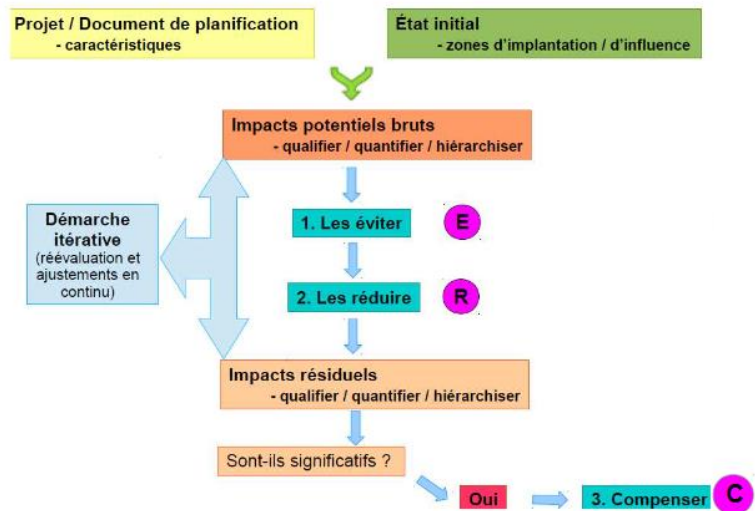 Projet / Document de planification
- caractéristiques
État initial
- zones d'implantation / d'influence
Impacts potentiels bruts
- qualifier / quantifier / hiérarchiser
Démarche
itérative
(réévaluation et
ajustements en
continu)
1. Les éviter
E
2. Les réduire
R
Impacts résiduels
- qualifier / quantifier / hiérarchiser
Sont-ils significatifs ?
Oui
3. Compenser
C